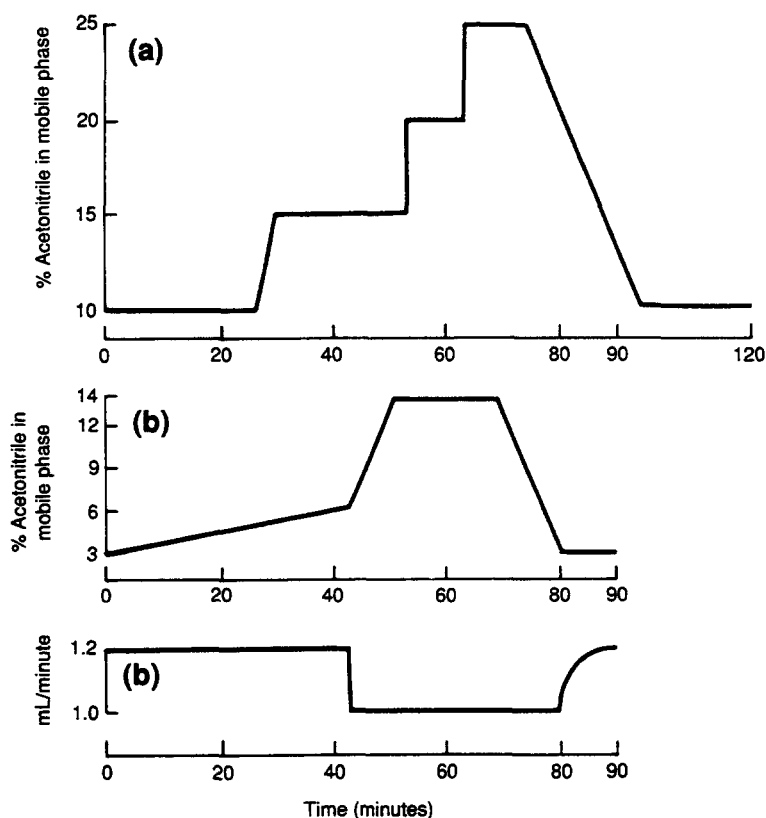 25
(a)
20
15
10
% Acetonitrile in mobile phase
0 20 40 60 80 90 120
14
(b)
12
9
6
3
% Acetonitrile in
mobile phase
0 20 40 60 80 90
1.2
(b)
1.0
mL/minute
0 20 40 60 80 90
Time (minutes)